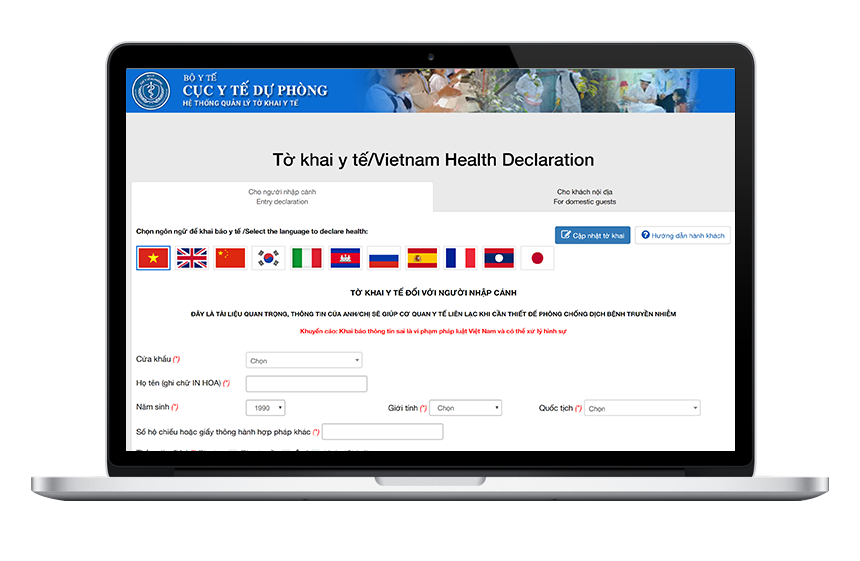 BỘ Y TẾ
CỤC Y TẾ DỰ PHÒNG
HỆ THỐNG QUẢN LÝ TỜ KHAI Y TẾ
Tờ khai y tế/Vietnam Health Declaration
Cho người nhập cảnh
Entry declaration
Cho khách nội địa
For domestic guests
Chọn ngôn ngữ để khai báo y tế /Select the language to declare health:
Cập nhật tờ khai
Hướng dẫn hành khách
TỜ KHAI Y TẾ ĐỐI VỚI NGƯỜI NHẬP CẢNH
ĐÂY LÀ TÀI LIỆU QUAN TRỌNG, THÔNG TIN CỦA ANH/CHỊ SẼ GIÚP CƠ QUAN Y TẾ LIÊN LẠC KHI CẦN THIẾT ĐỂ PHÒNG CHỐNG DỊCH BỆNH TRUYỀN NHIỄM
Khuyến cáo: Khai báo thông tin sai là vi phạm pháp luật Việt Nam và có thể xử lý hình sự
Cửa khẩu (*) Chọn
Họ tên (ghi chữ IN HOA) (*)
Năm sinh (*) 1990 Giới tính (*) Chọn Quốc tịch (*) Chọn
Số hộ chiếu hoặc giấy thông hành hợp pháp khác (*)